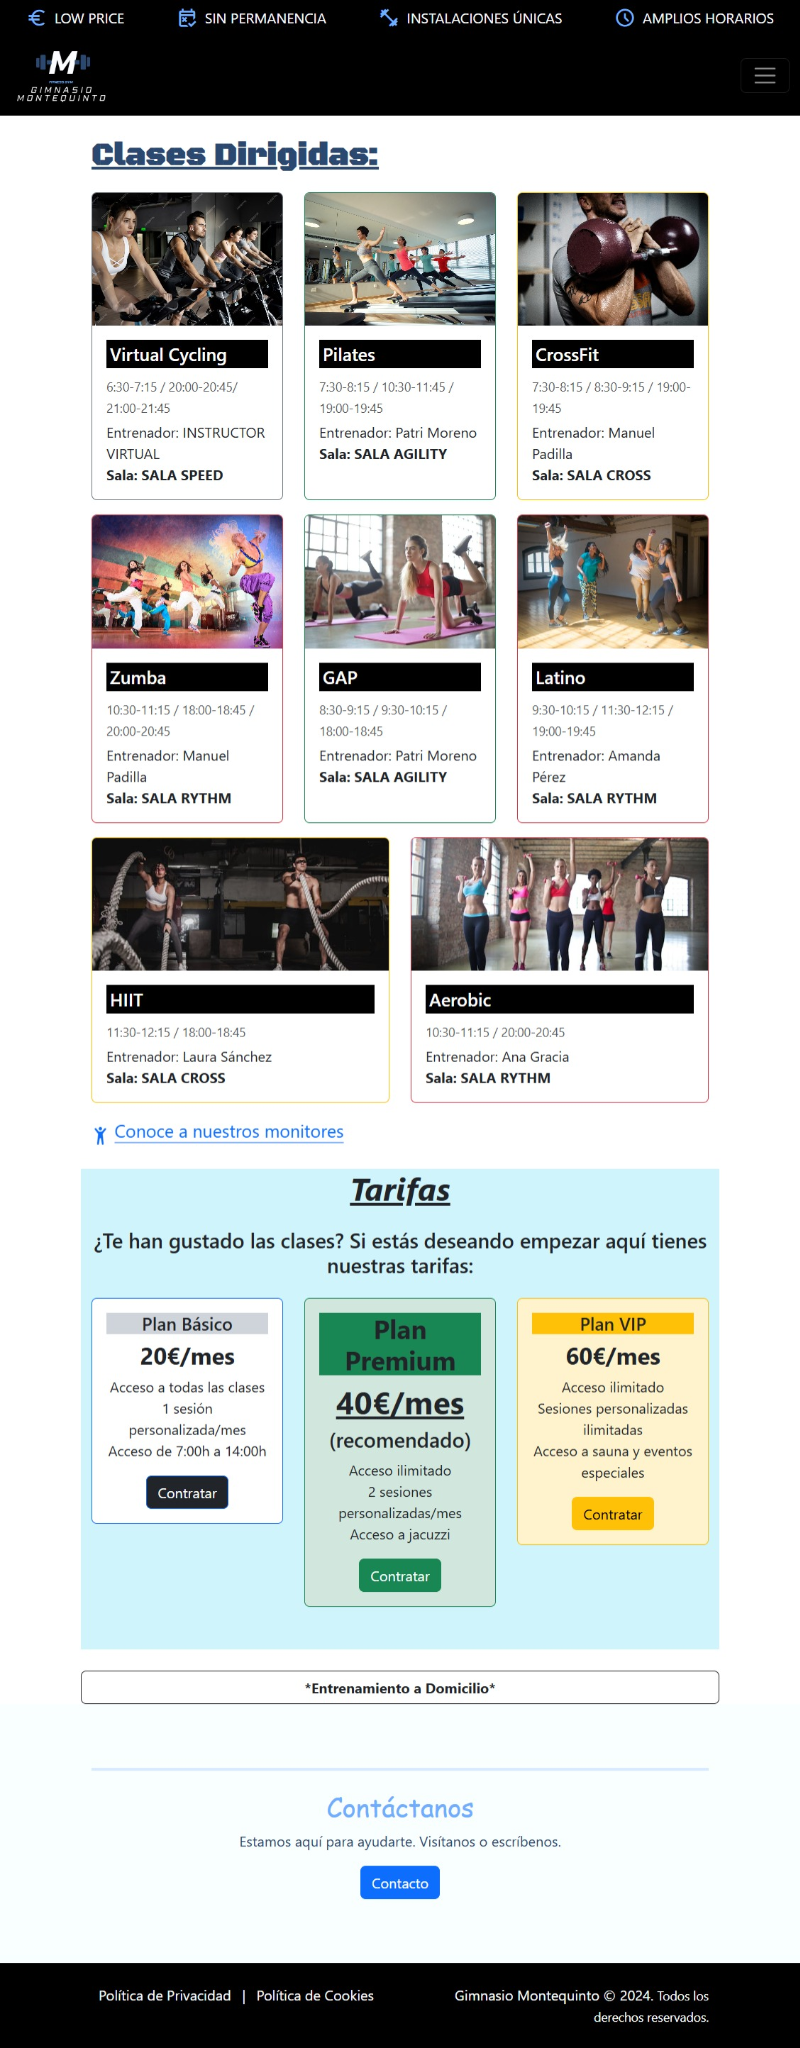 LOW PRICE
SIN PERMANENCIA
INSTALACIONES ÚNICAS
AMPLIOS HORARIOS
M
GIMNASIO
MONTEQUINTO
Clases Dirigidas:
Virtual Cycling
6:30-7:15 / 20:00-20:45/
21:00-21:45
Entrenador: INSTRUCTOR
VIRTUAL
Sala: SALA SPEED
Pilates
7:30-8:15 / 10:30-11:45 /
19:00-19:45
Entrenador: Patri Moreno
Sala: SALA AGILITY
CrossFit
7:30-8:15 / 8:30-9:15 / 19:00-
19:45
Entrenador: Manuel
Padilla
Sala: SALA CROSS
Zumba
10:30-11:15 / 18:00-18:45 /
20:00-20:45
Entrenador: Manuel
Padilla
Sala: SALA RYTHM
GAP
8:30-9:15 / 9:30-10:15 /
18:00-18:45
Entrenador: Patri Moreno
Sala: SALA AGILITY
Latino
9:30-10:15 / 11:30-12:15 /
19:00-19:45
Entrenador: Amanda
Pérez
Sala: SALA RYTHM
HIIT
11:30-12:15 / 18:00-18:45
Entrenador: Laura Sánchez
Sala: SALA CROSS
Aerobic
10:30-11:15 / 20:00-20:45
Entrenador: Ana Gracia
Sala: SALA RYTHM
Conoce a nuestros monitores
Tarifas
¿Te han gustado las clases? Si estás deseando empezar aquí tienes
nuestras tarifas:
Plan Básico
20€/mes
Acceso a todas las clases
1 sesión
personalizada/mes
Acceso de 7:00h a 14:00h
Contratar
Plan
Premium
40€/mes
(recomendado)
Acceso ilimitado
2 sesiones
personalizadas/mes
Acceso a jacuzzi
Contratar
Plan VIP
60€/mes
Acceso ilimitado
Sesiones personalizadas
ilimitadas
Acceso a sauna y eventos
especiales
Contratar
*Entrenamiento a Domicilio*
Contáctanos
Estamos aquí para ayudarte. Visítanos o escríbenos.
Contacto
Política de Privacidad | Política de Cookies
Gimnasio Montequinto © 2024. Todos los
derechos reservados.